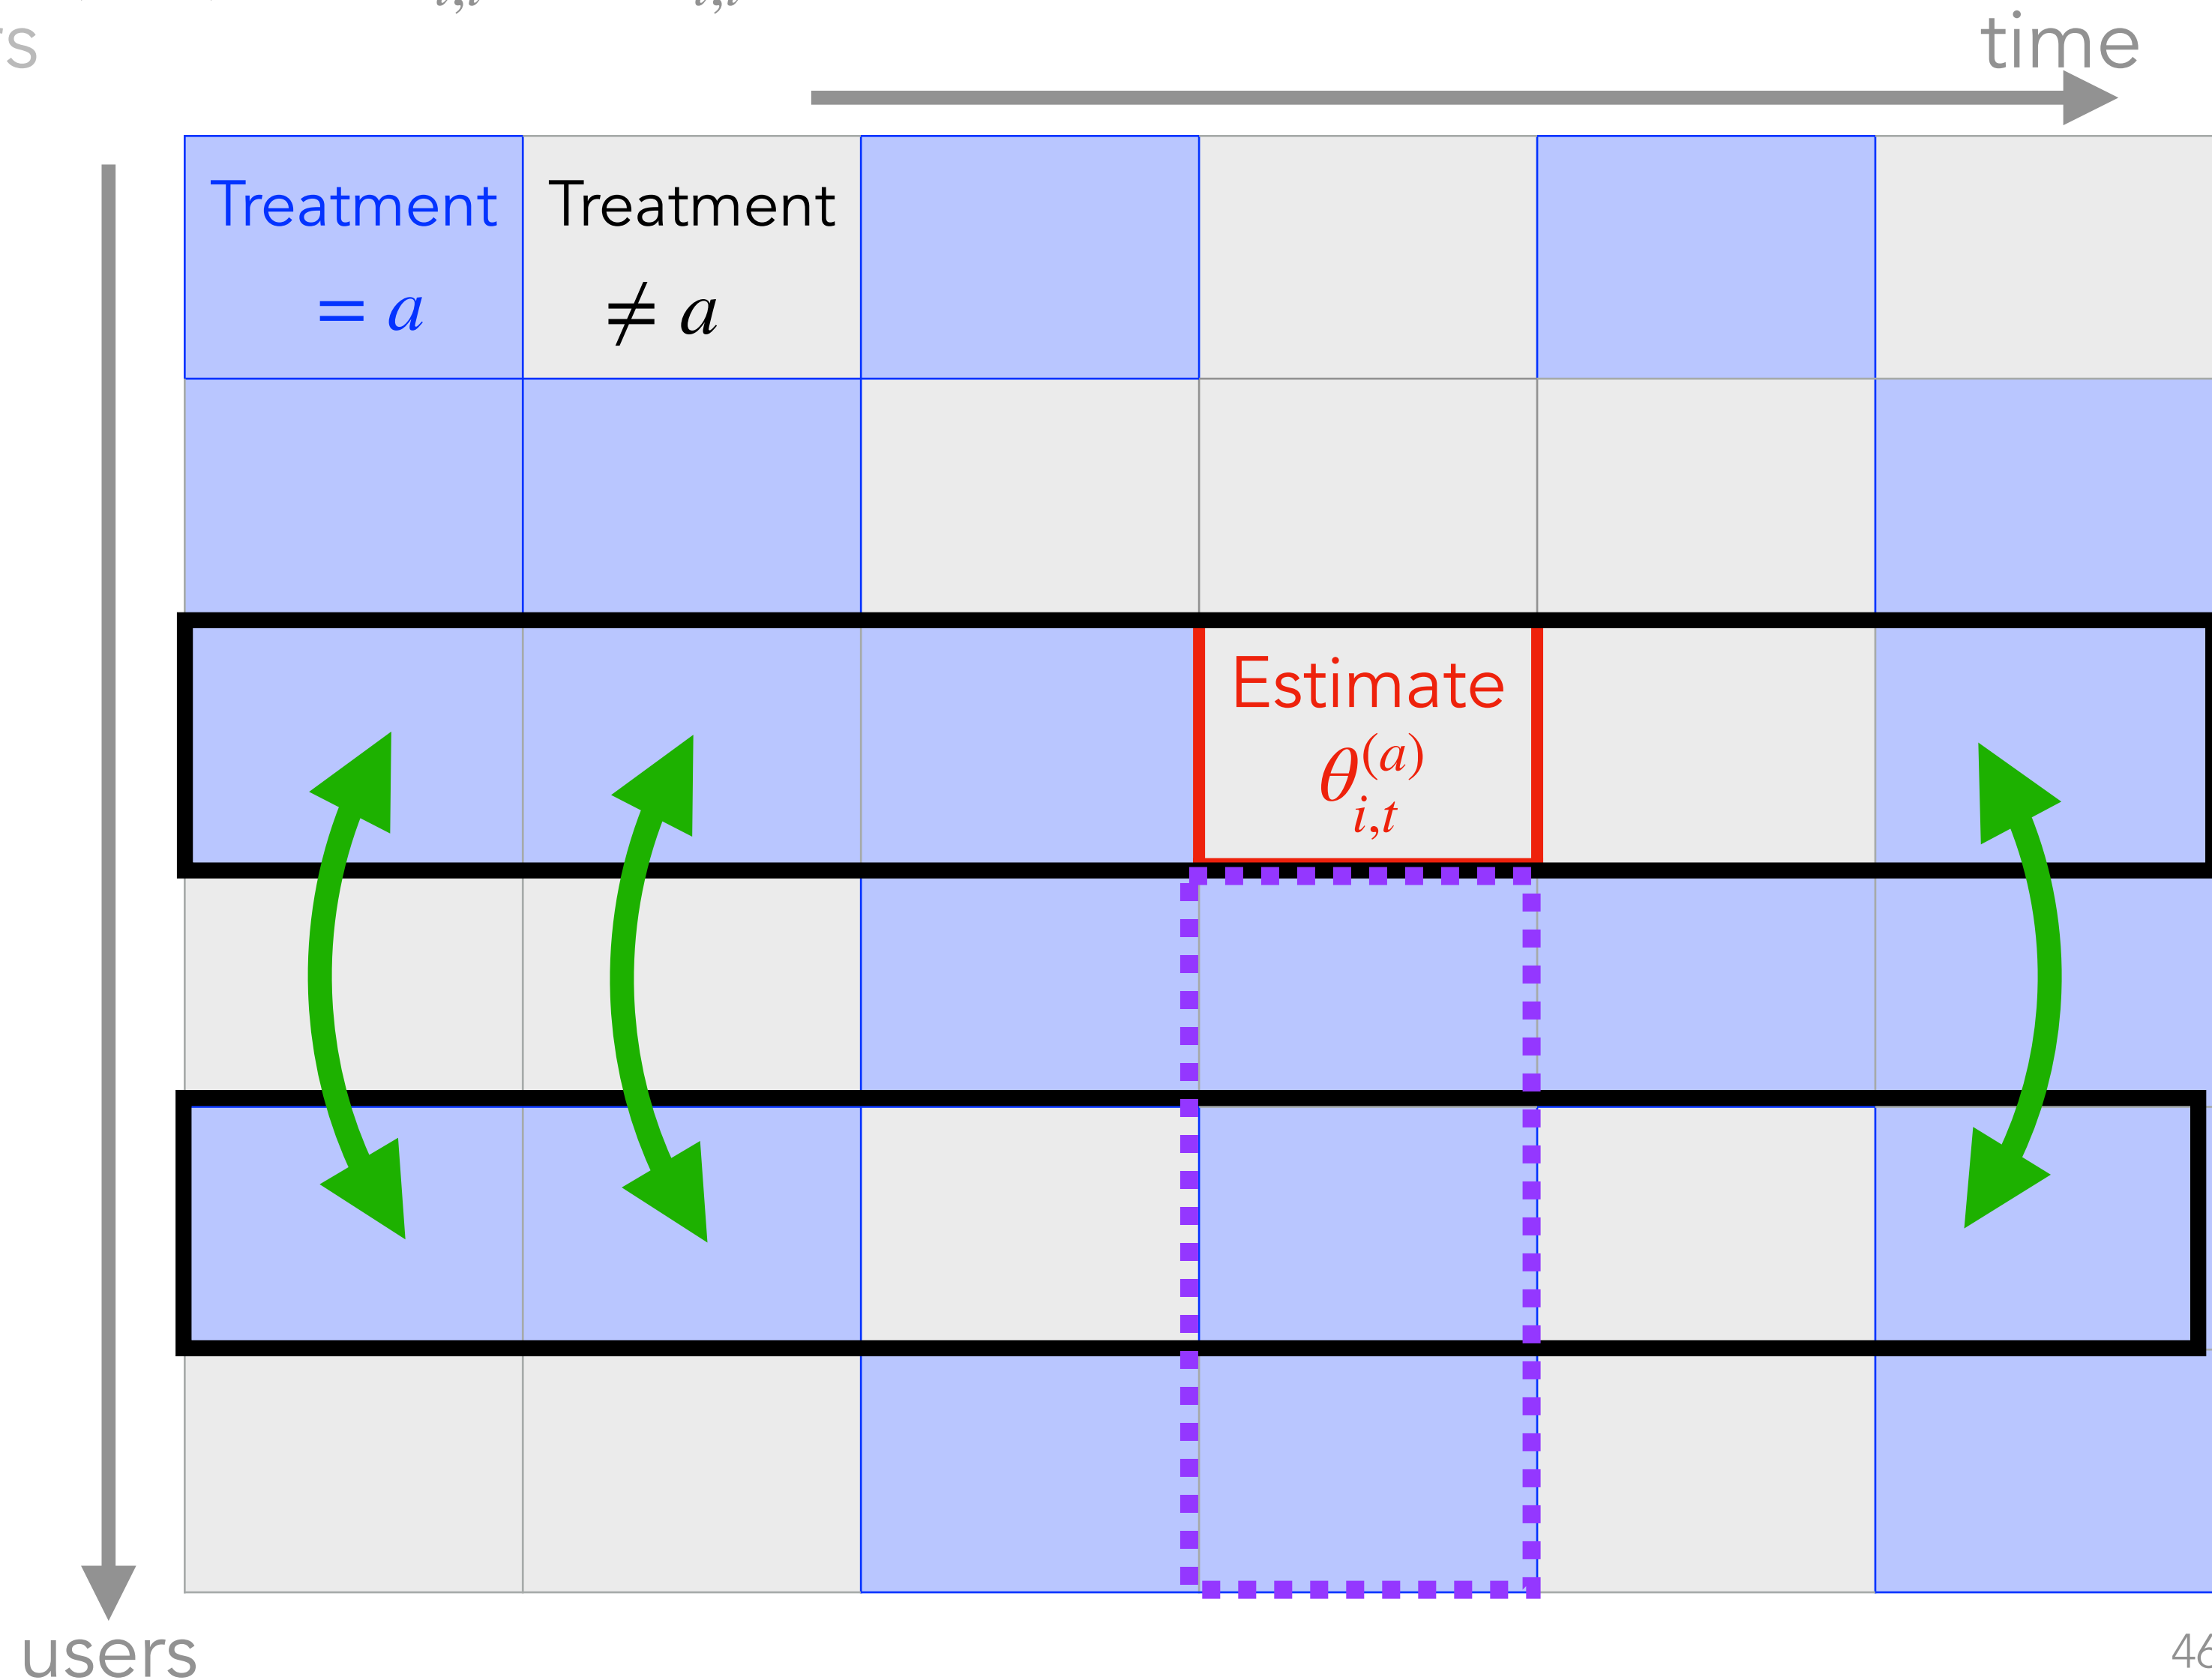 time
Treatment
= a
Treatment
≠ a
Estimate
θ_{i,t}^{(a)}
users